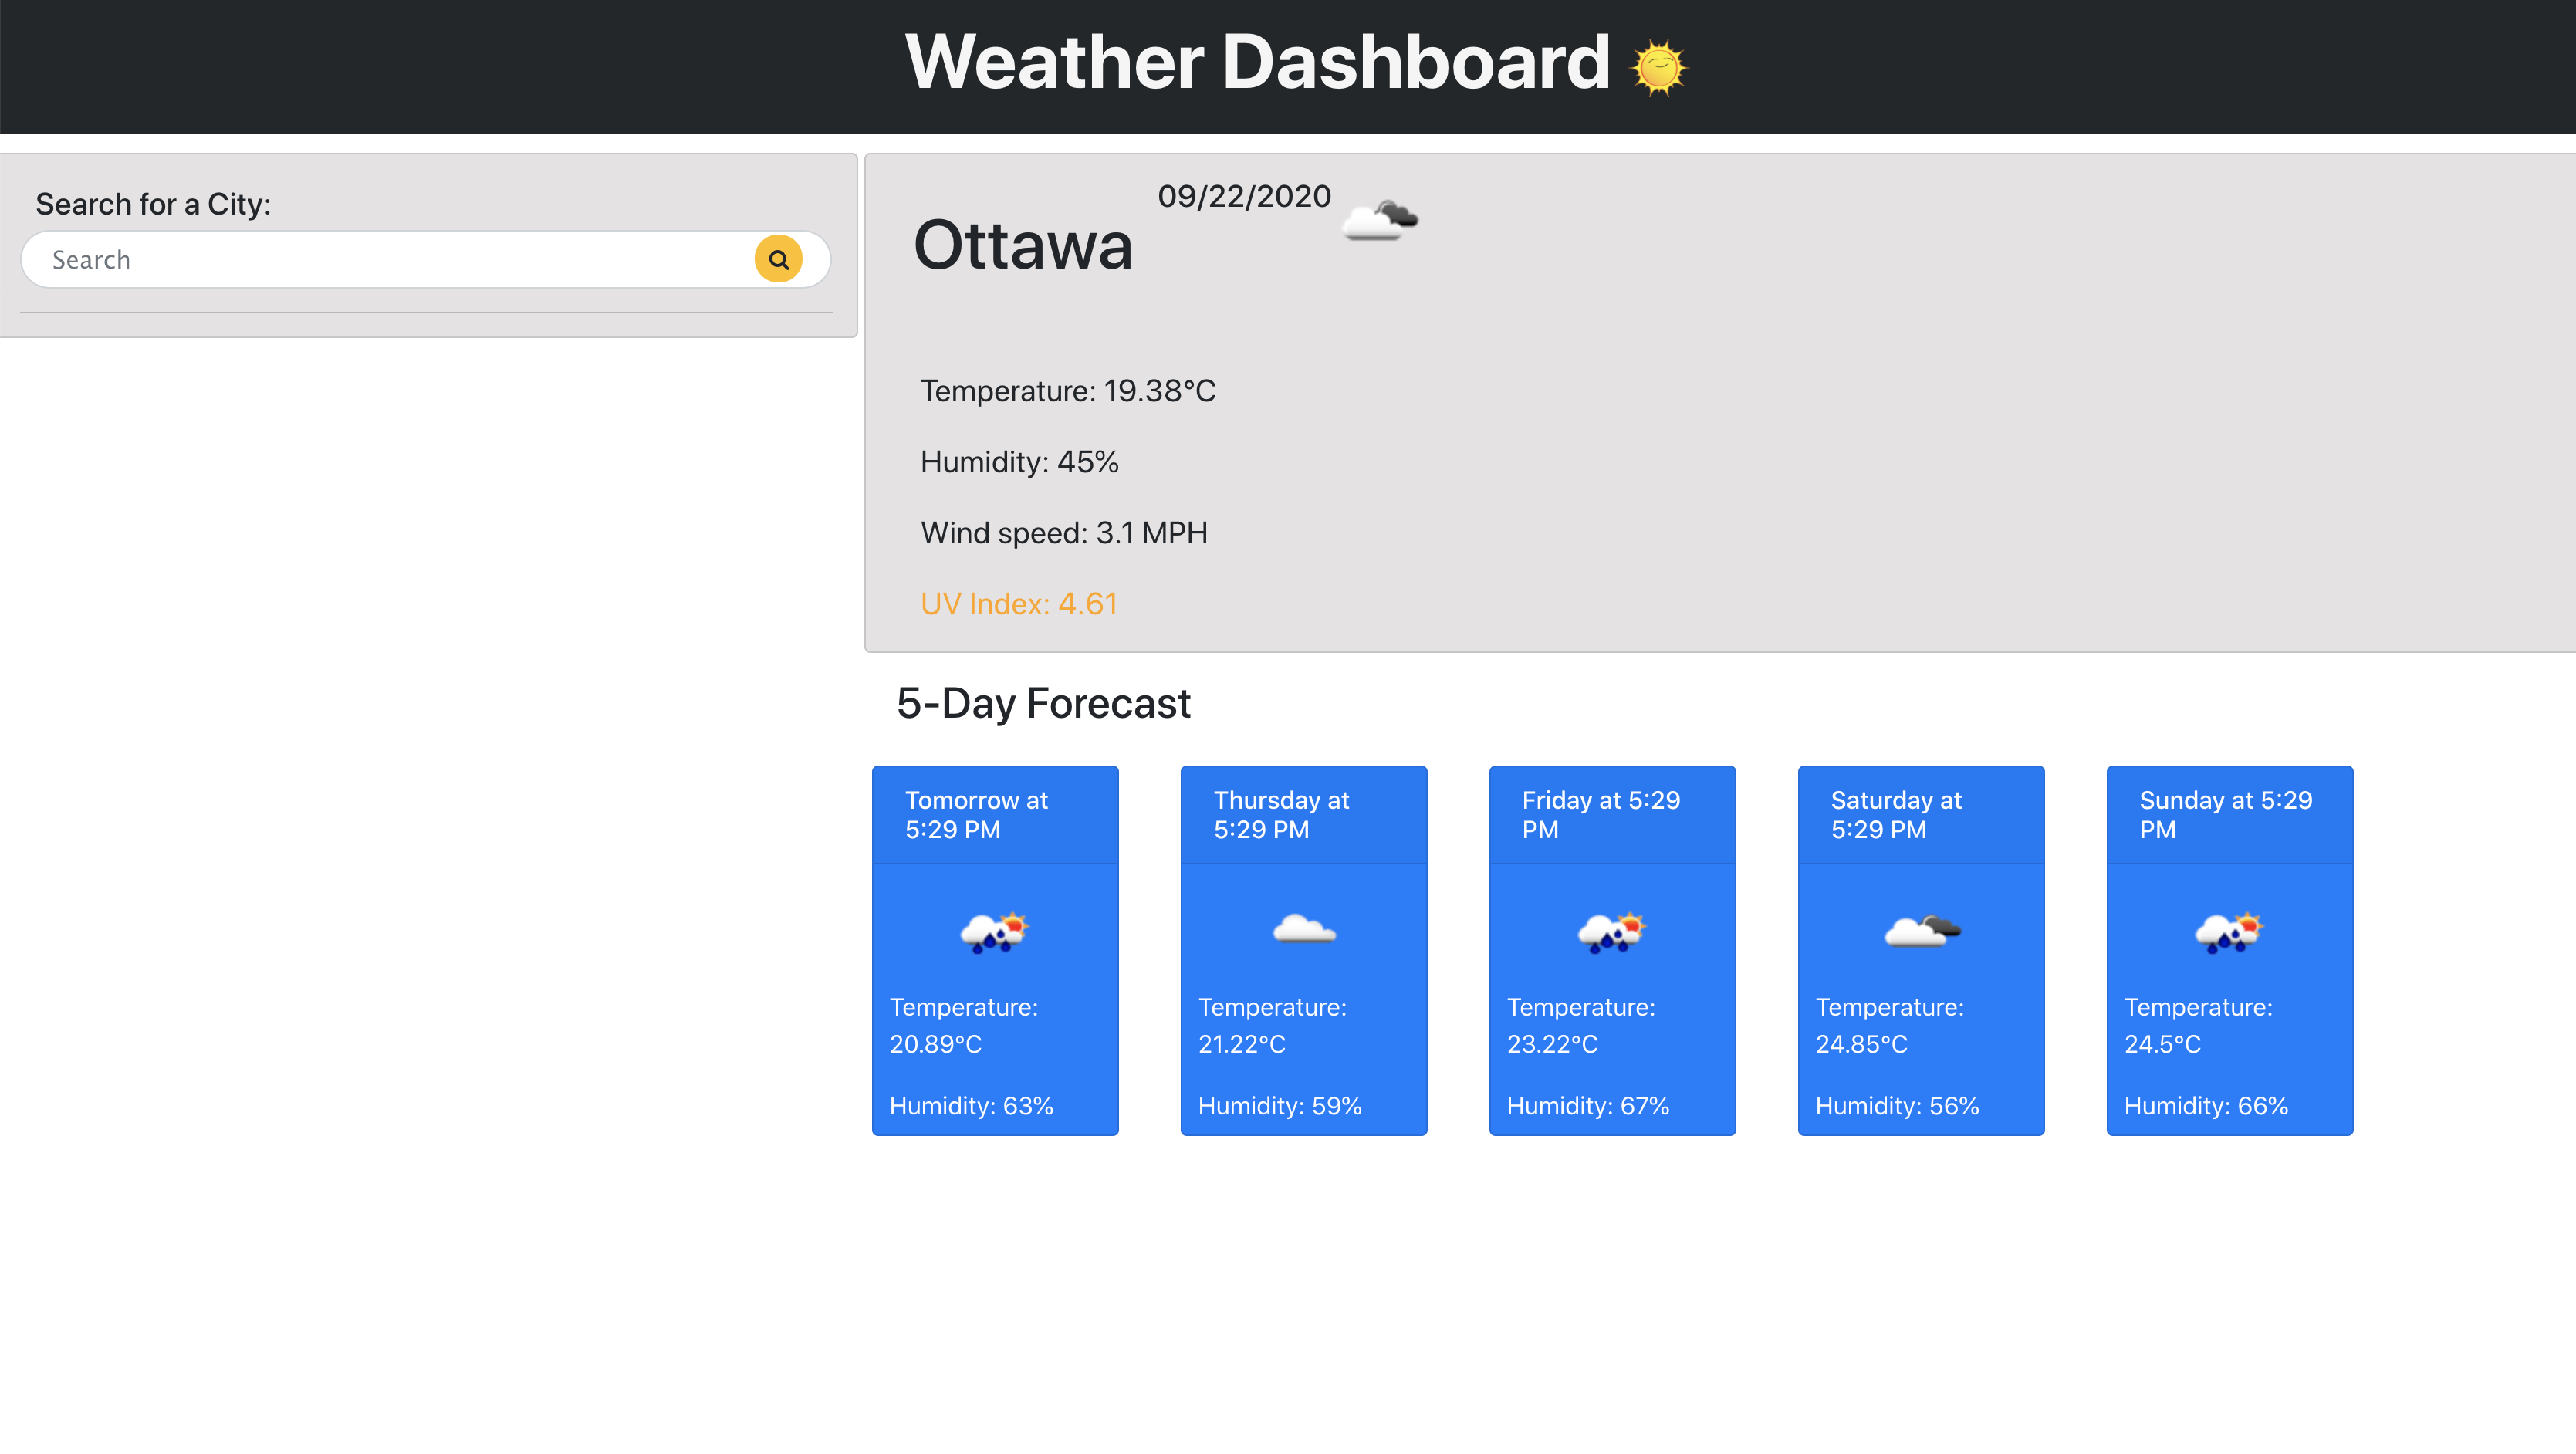 Weather Dashboard
Search for a City:
Search
Ottawa
09/22/2020
Temperature: 19.38°C
Humidity: 45%
Wind speed: 3.1 MPH
UV Index: 4.61
5-Day Forecast
Tomorrow at
5:29 PM
Temperature:
20.89°C
Humidity: 63%
Thursday at
5:29 PM
Temperature:
21.22°C
Humidity: 59%
Friday at 5:29
PM
Temperature:
23.22°C
Humidity: 67%
Saturday at
5:29 PM
Temperature:
24.85°C
Humidity: 56%
Sunday at 5:29
PM
Temperature:
24.5°C
Humidity: 66%